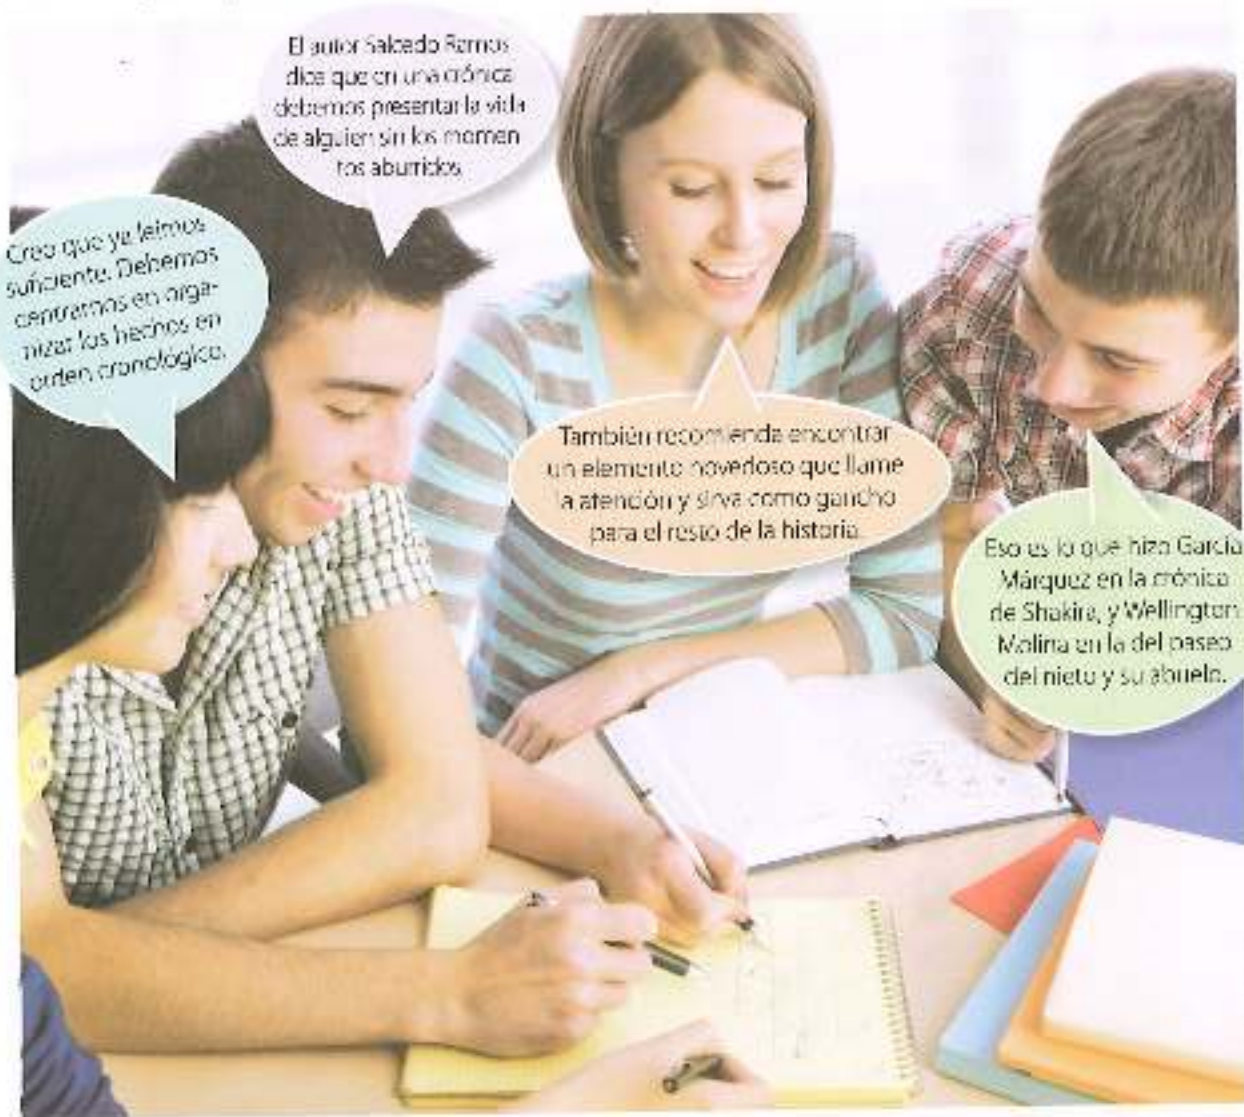 Creo que ya leímos
suficiente. Debemos
centrarnos en orga-
nizar los hechos en
orden cronológico.
El autor Salcedo Ramos
dice que en una crónica
debemos presentar la vida
de alguien sin los momen
tos aburridos.
También recomienda encontrar
un elemento novedoso que llame
la atención y sirva como gancho
para el resto de la historia.
Eso es lo que hizo García
Márquez en la crónica
de Shakira, y Wellington
Molina en la del paseo
del nieto y su abuelo.